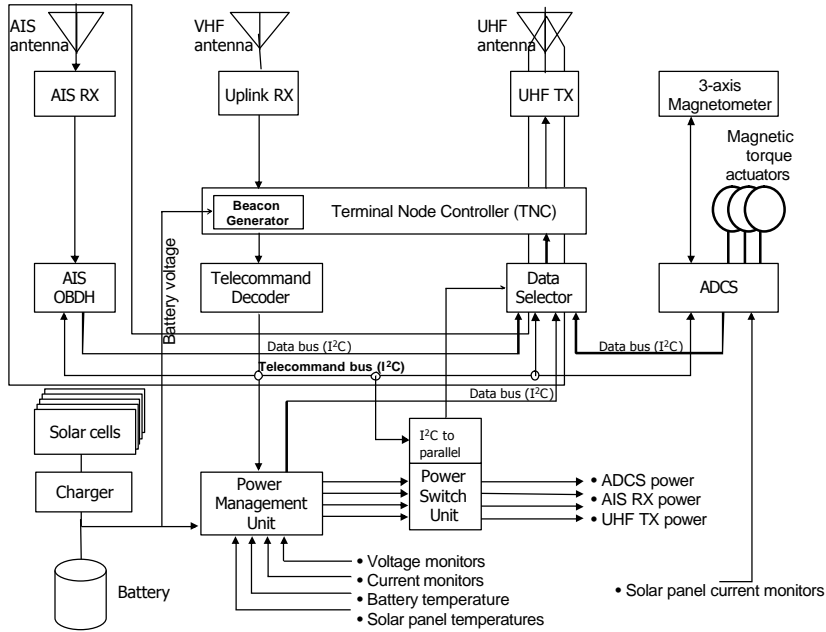 AIS
antenna
VHF
antenna
UHF
antenna
AIS RX
Uplink RX
UHF TX
3-axis
Magnetometer
Magnetic
torque
actuators
Beacon
Generator
Terminal Node Controller (TNC)
AIS
OBDH
Battery voltage
Telecommand
Decoder
Data
Selector
ADCS
Data bus (I²C)
Data bus (I²C)
Telecommand bus (I²C)
Data bus (I²C)
Solar cells
I²C to
parallel
Charger
Power
Management
Unit
Power
Switch
Unit
• ADCS power
• AIS RX power
• UHF TX power
Battery
• Voltage monitors
• Current monitors
• Battery temperature
• Solar panel temperatures
• Solar panel current monitors